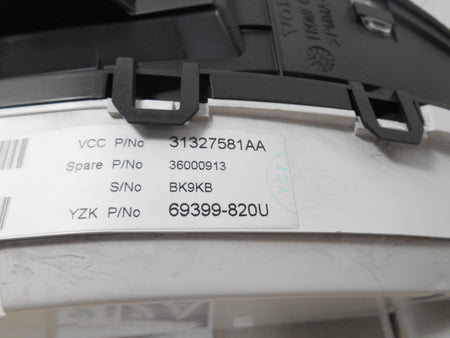 VCC P/No 31327581AA
Spare P/No 36000913
S/No BK9KB
YZK P/No 69399-820U